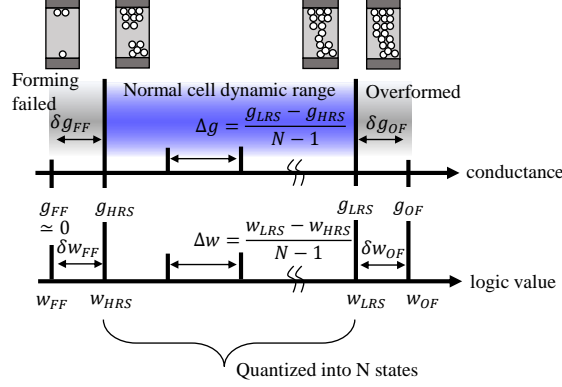 Forming failed
Normal cell dynamic range
Overformed
δg_FF
Δg = (g_LRS − g_HRS) / (N − 1)
δg_OF
conductance
g_FF ≃ 0
g_HRS
g_LRS
g_OF
δw_FF
Δw = (w_LRS − w_HRS) / (N − 1)
δw_OF
logic value
w_FF
w_HRS
w_LRS
w_OF
Quantized into N states